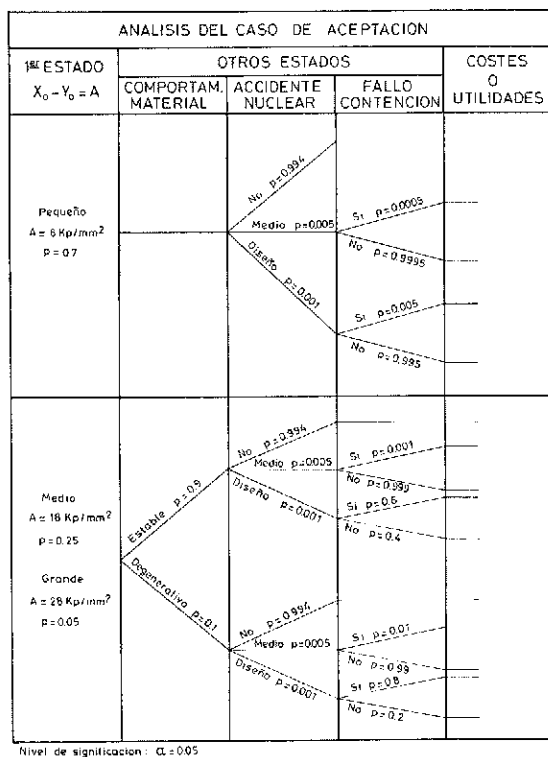 ANALISIS DEL CASO DE ACEPTACION
1er ESTADO
X₀ - Y₀ = A
OTROS ESTADOS
COMPORTAM. MATERIAL
ACCIDENTE NUCLEAR
FALLO CONTENCION
COSTES
O
UTILIDADES
Pequeño
A = 6 Kp/mm²
p = 0.7
No p=0.994
Medio p=0.005
Diseño p=0.001
Si p=0.0005
No p=0.9995
Si p=0.005
No p=0.995
Medio
A = 18 Kp/mm²
p = 0.25
Grande
A = 28 Kp/mm²
p = 0.05
Estable p=0.9
Degenerativa p=0.1
No p=0.994
Medio p=0.005
Diseño p=0.001
Si p=0.001
No p=0.999
Si p=0.6
No p=0.4
No p=0.994
Medio p=0.005
Diseño p=0.001
Si p=0.01
No p=0.99
Si p=0.8
No p=0.2
Nivel de significacion: α = 0.05